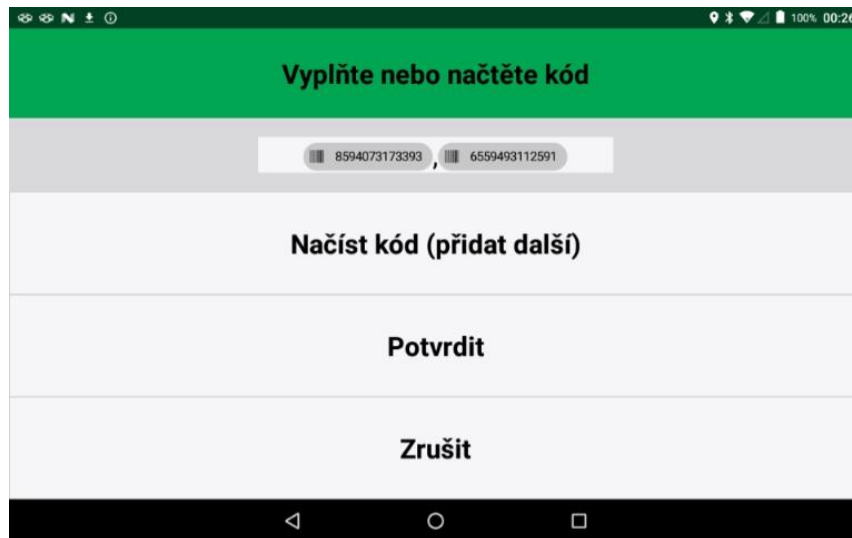 100% 00:26
Vyplňte nebo načtěte kód
8594073173393 , 6559493112591
Načíst kód (přidat další)
Potvrdit
Zrušit